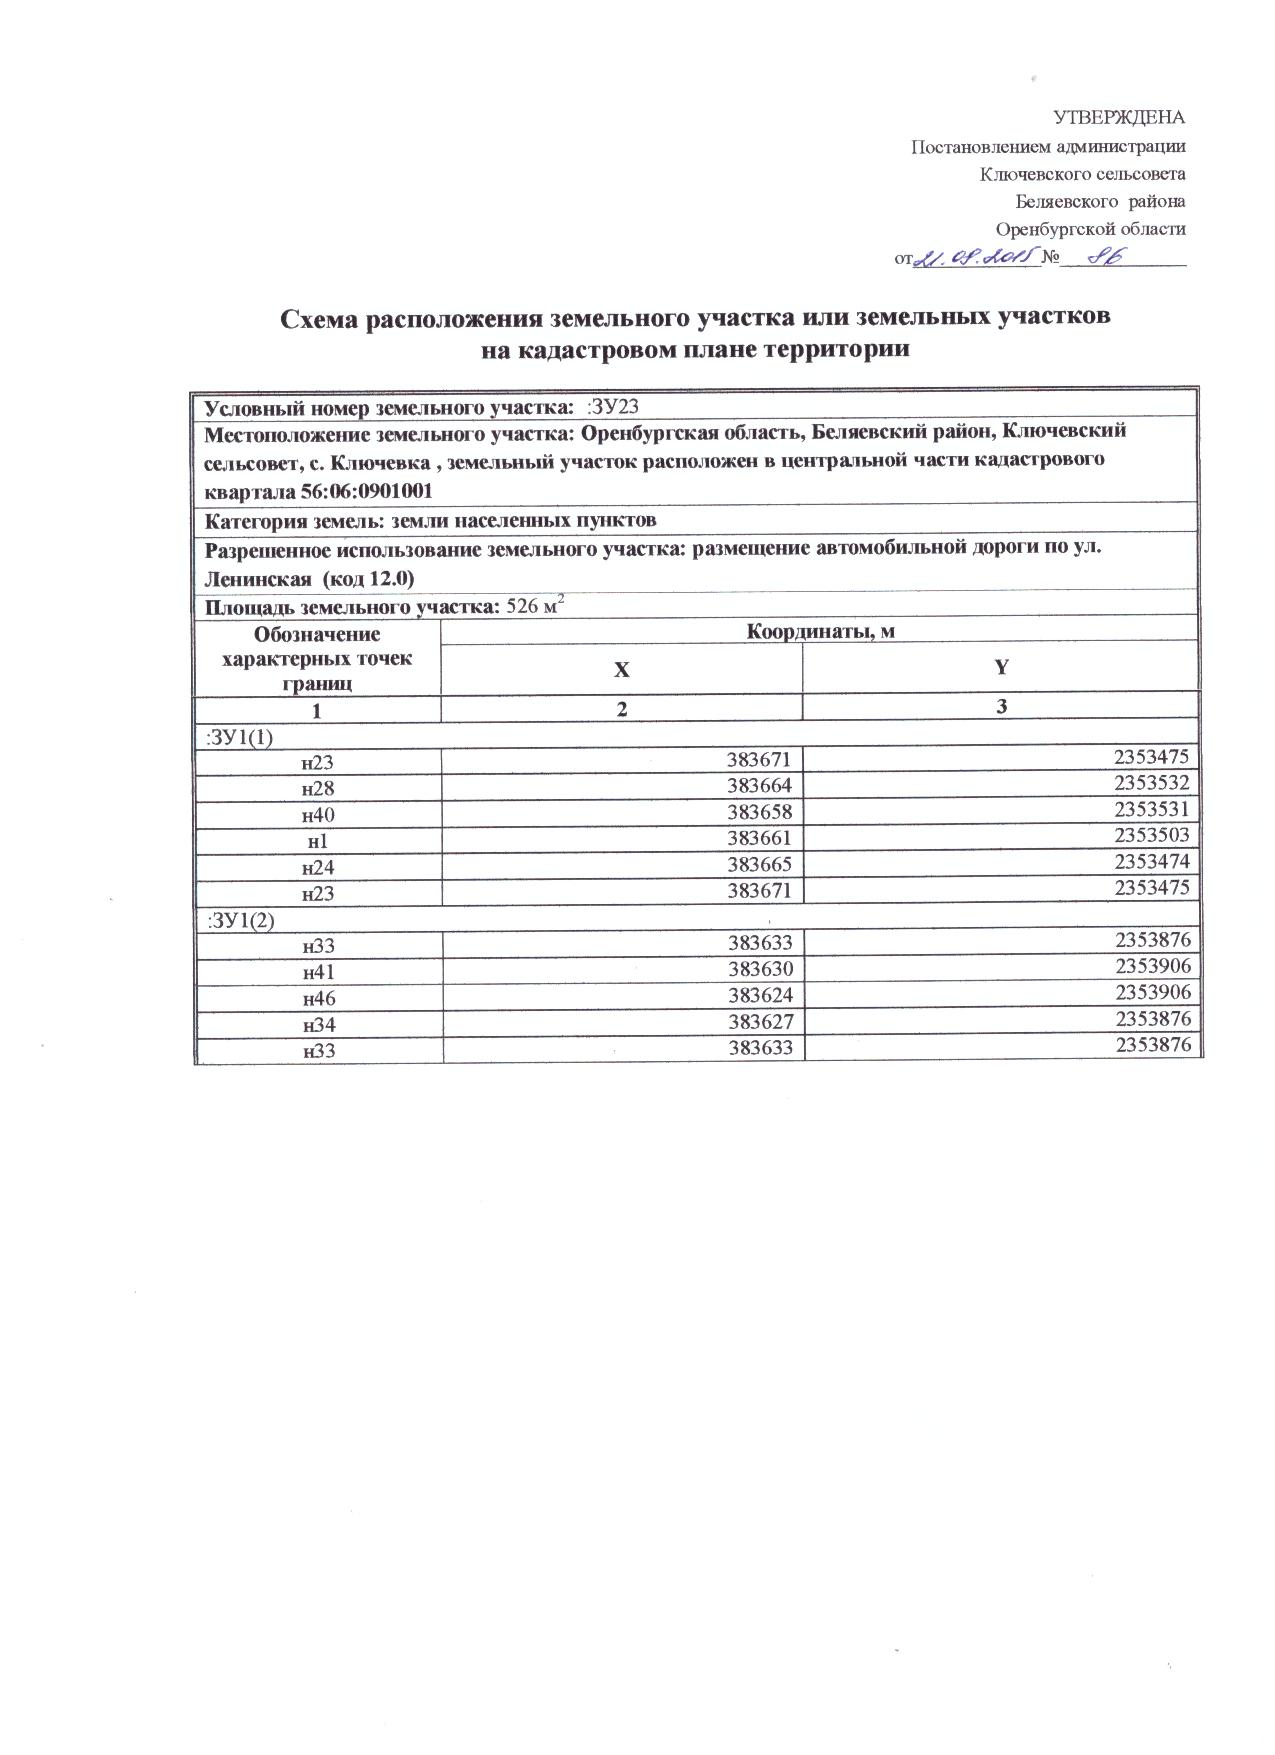 УТВЕРЖДЕНА
Постановлением администрации
Ключевского сельсовета
Беляевского района
Оренбургской области
от 21.08.2015 № 86
Схема расположения земельного участка или земельных участков
на кадастровом плане территории
Условный номер земельного участка: :ЗУ23
Местоположение земельного участка: Оренбургская область, Беляевский район, Ключевский
сельсовет, с. Ключевка , земельный участок расположен в центральной части кадастрового
квартала 56:06:0901001
Категория земель: земли населенных пунктов
Разрешенное использование земельного участка: размещение автомобильной дороги по ул.
Ленинская (код 12.0)
Площадь земельного участка: 526 м²
Обозначение
характерных точек
границ
Координаты, м
X Y
1 2 3
:ЗУ1(1)
н23 383671 2353475
н28 383664 2353532
н40 383658 2353531
н1 383661 2353503
н24 383665 2353474
н23 383671 2353475
:ЗУ1(2)
н33 383633 2353876
н41 383630 2353906
н46 383624 2353906
н34 383627 2353876
н33 383633 2353876